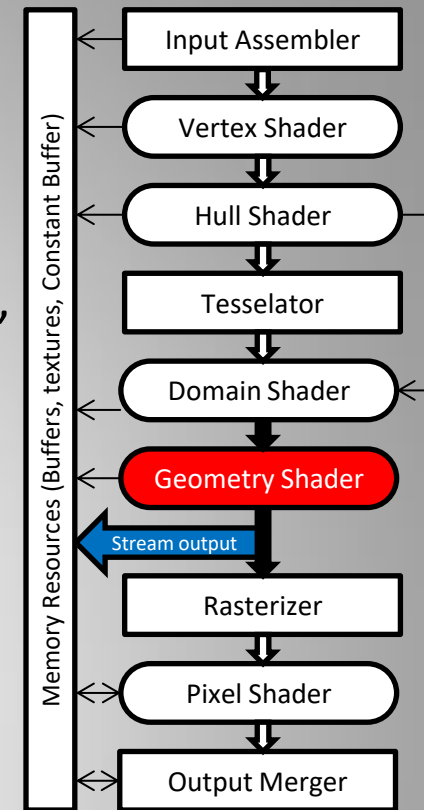 Input Assembler
Vertex Shader
Hull Shader
Tesselator
,
Domain Shader
Geometry Shader
Stream output
Rasterizer
Pixel Shader
Output Merger
Memory Resources (Buffers, textures, Constant Buffer)